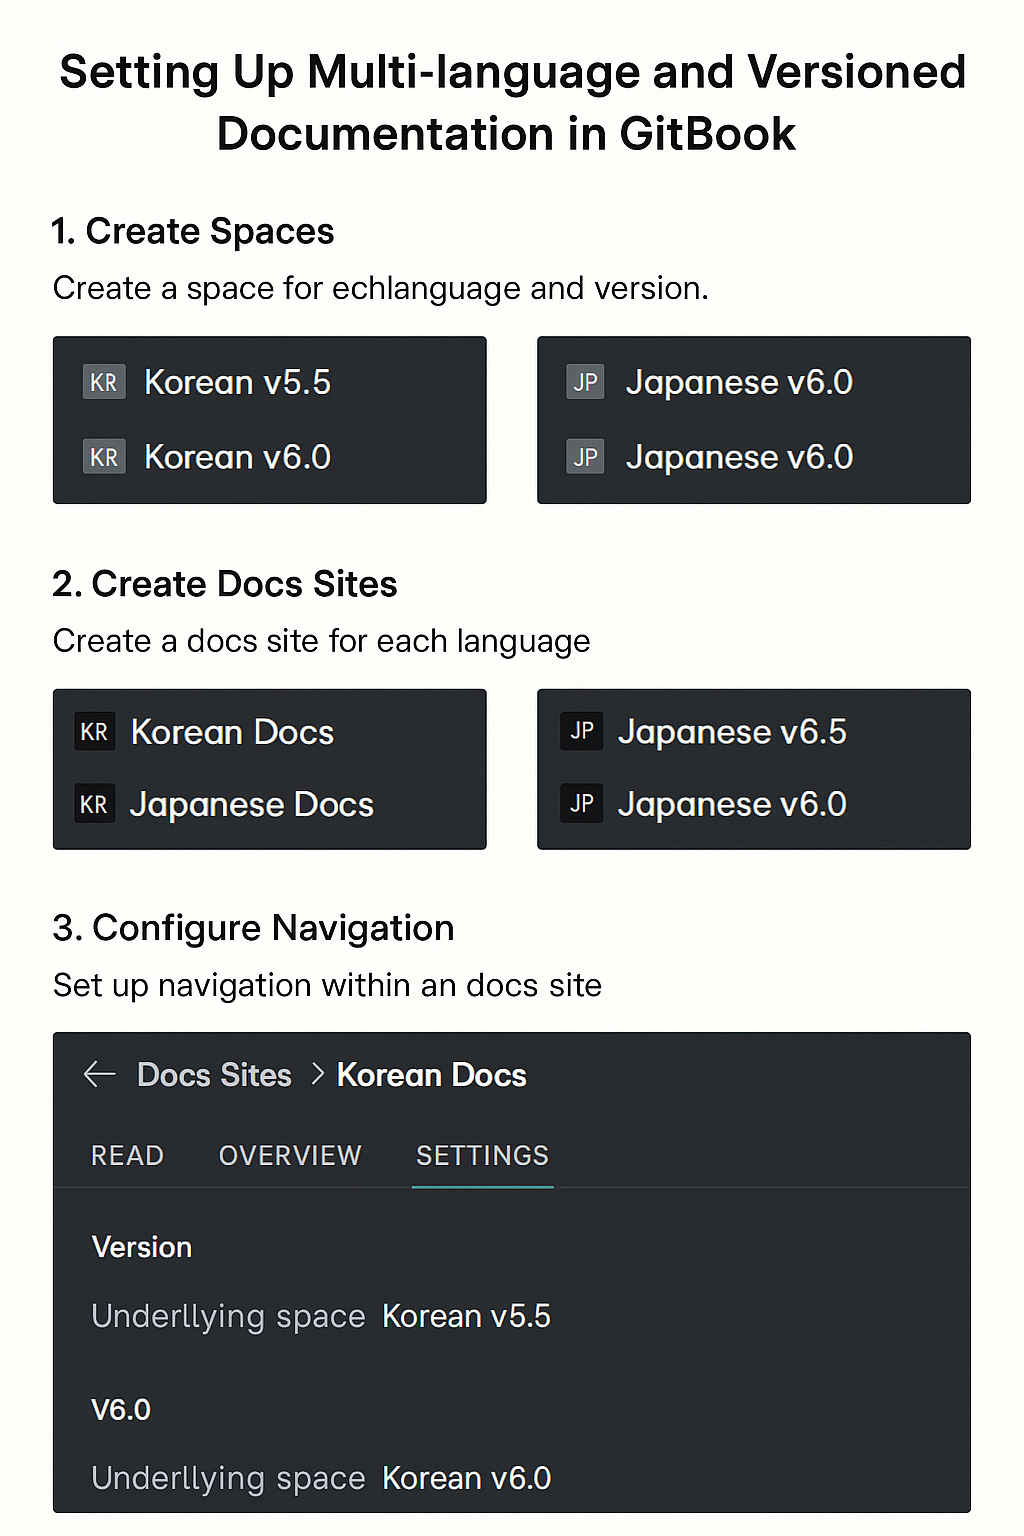 Setting Up Multi-language and Versioned
Documentation in GitBook
1. Create Spaces
Create a space for echlanguage and version.
KR Korean v5.5
KR Korean v6.0
JP Japanese v6.0
JP Japanese v6.0
2. Create Docs Sites
Create a docs site for each language
KR Korean Docs
KR Japanese Docs
JP Japanese v6.5
JP Japanese v6.0
3. Configure Navigation
Set up navigation within an docs site
← Docs Sites > Korean Docs
READ OVERVIEW SETTINGS
Version
Underllying space Korean v5.5
V6.0
Underllying space Korean v6.0